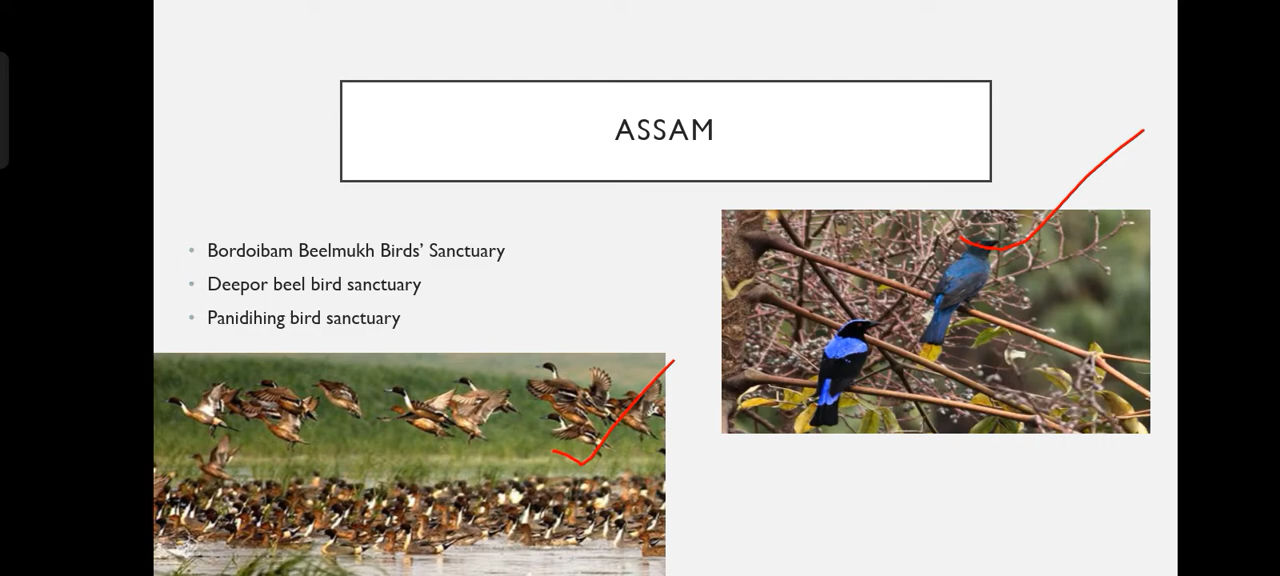 ASSAM
Bordoibam Beelmukh Birds’ Sanctuary
Deepor beel bird sanctuary
Panidihing bird sanctuary